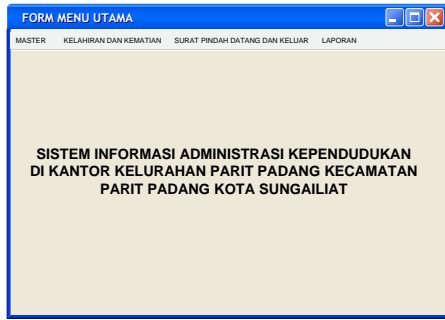 FORM MENU UTAMA
MASTER KELAHIRAN DAN KEMATIAN SURAT PINDAH DATANG DAN KELUAR LAPORAN
SISTEM INFORMASI ADMINISTRASI KEPENDUDUKAN
DI KANTOR KELURAHAN PARIT PADANG KECAMATAN
PARIT PADANG KOTA SUNGAILIAT